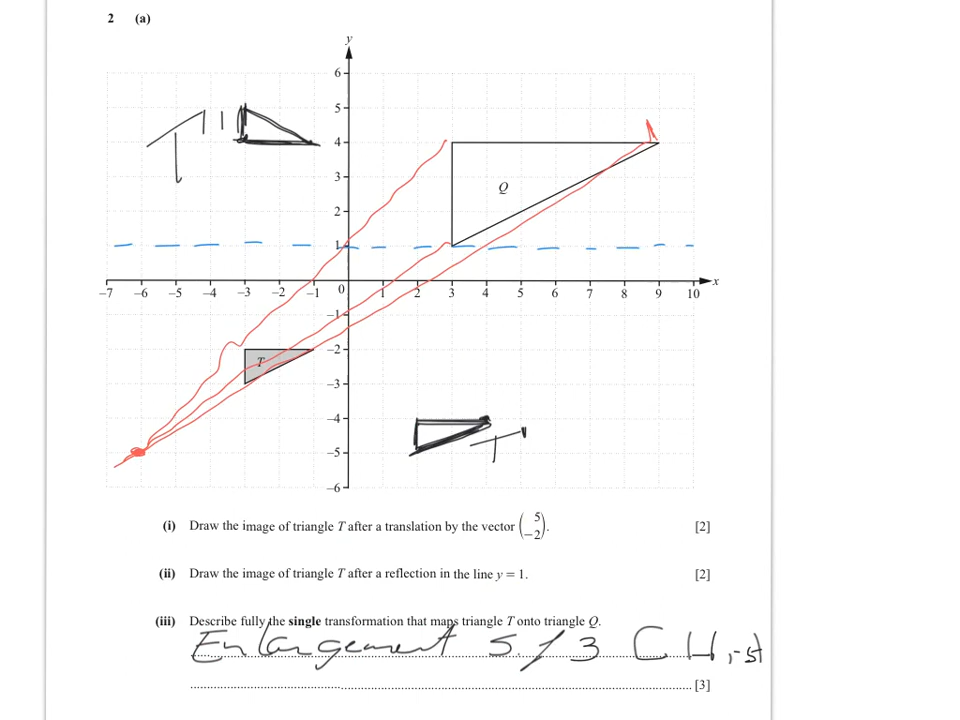 2 (a)
y
6
5
T 11
4
3
Q
2
1
x
–7 –6 –5 –4 –3 –2 –1 0 1 2 3 4 5 6 7 8 9 10
–1
–2
T
–3
–4
T'
–5
–6
(i) Draw the image of triangle T after a translation by the vector (5 –2). [2]
(ii) Draw the image of triangle T after a reflection in the line y = 1. [2]
(iii) Describe fully the single transformation that maps triangle T onto triangle Q.
Enlargement s.f 3
[3]